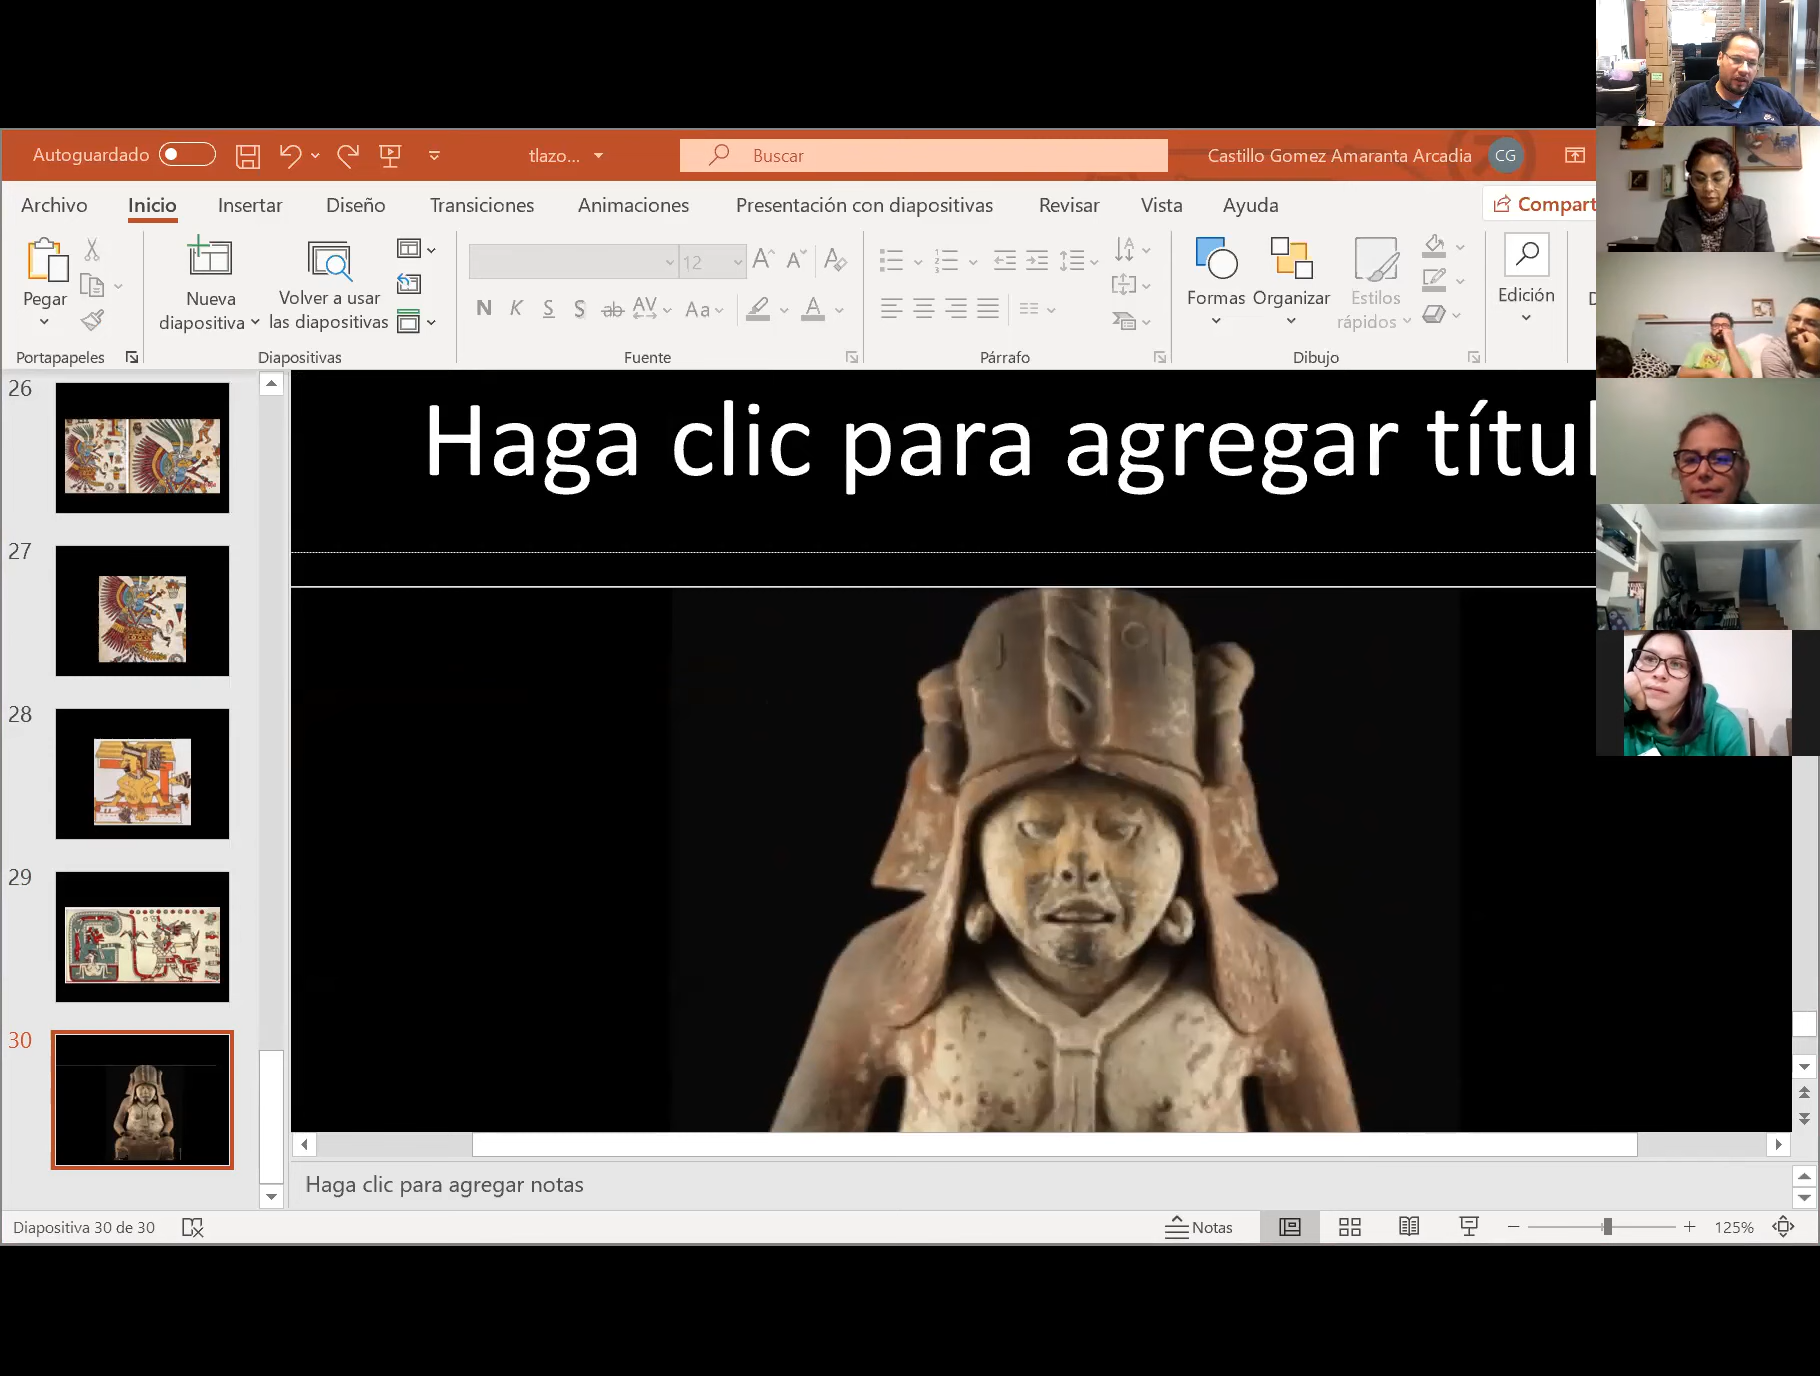 Autoguardado tlazo... Buscar Castillo Gomez Amaranta Arcadia CG
Archivo Inicio Insertar Diseño Transiciones Animaciones Presentación con diapositivas Revisar Vista Ayuda Compart
Pegar
Nueva diapositiva
Volver a usar las diapositivas
12
N K S S ab AV Aa A
Formas Organizar Estilos rápidos
Edición
Portapapeles Diapositivas Fuente Párrafo Dibujo
26
27
28
29
30
Haga clic para agregar títul
Haga clic para agregar notas
Diapositiva 30 de 30 Notas 125%